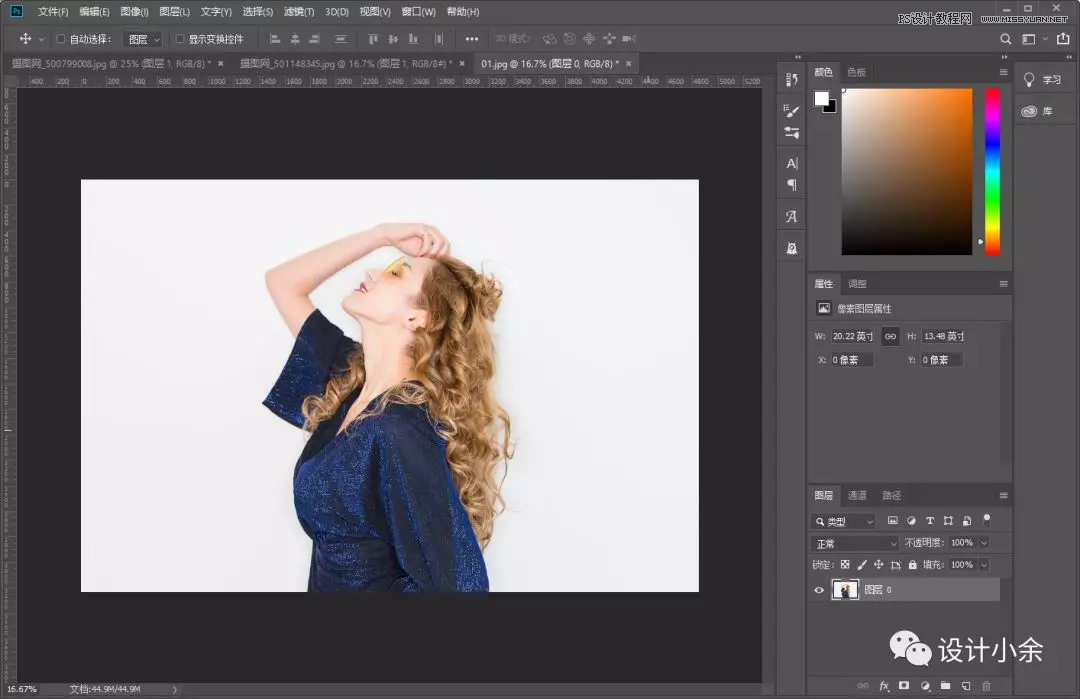 Ps 文件(F) 编辑(E) 图像(I) 图层(L) 文字(Y) 选择(S) 滤镜(T) 3D(D) 视图(V) 窗口(W) 帮助(H)
PS设计教程网 WWW.MISSYUAN.NET
自动选择: 图层 显示变换控件 3D 模式:
摄图网_500799008.jpg @ 25% (图层 1, RGB/8) * ×
摄图网_501148345.jpg @ 16.7% (图层 1, RGB/8#) * ×
01.jpg @ 16.7% (图层 0, RGB/8) * ×
400 200 0 200 400 600 800 1000 1200 1400 1600 1800 2000 2200 2400 2600 2800 3000 3200 3400 3600 3800 4000 4200 4400 4600 4800 5000 5200
颜色 色板
学习
库
属性 调整
像素图层属性
W: 20.22 英寸 H: 13.48 英寸
X: 0 像素 Y: 0 像素
图层 通道 路径
类型
正常 不透明度: 100%
锁定: 填充: 100%
图层 0
设计小余
16.67% 文档:44.9M/44.9M
fx